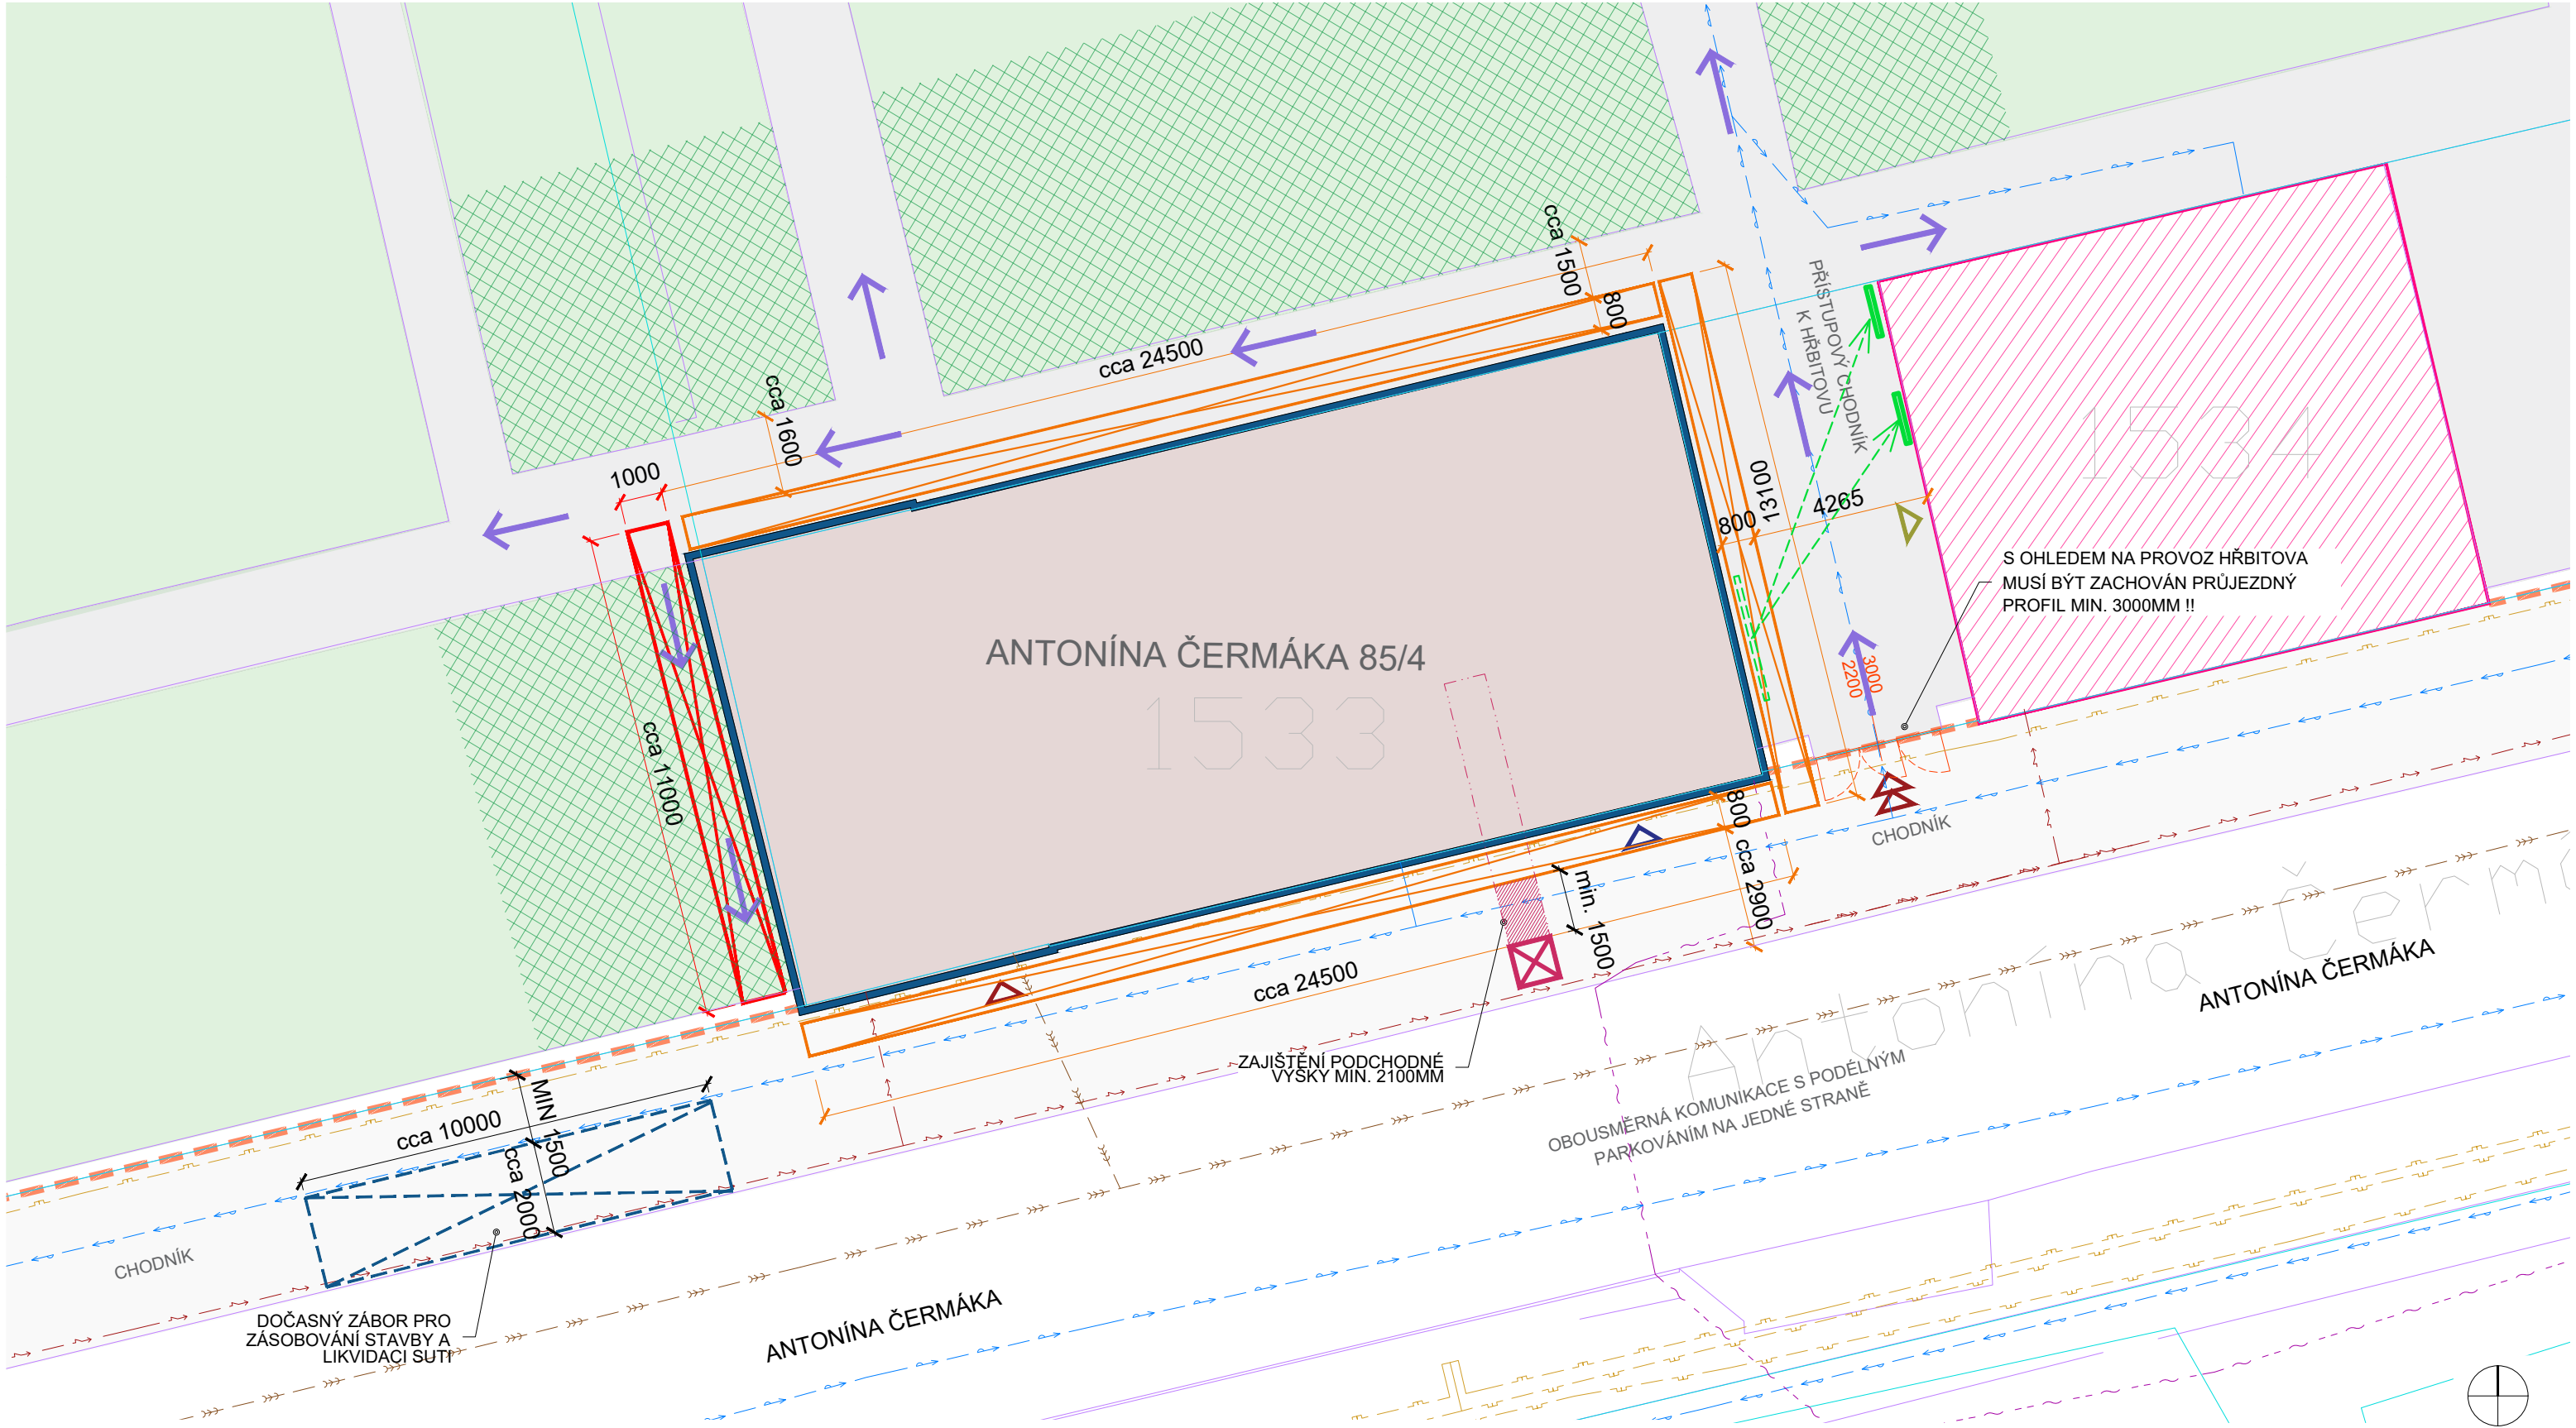 cca 1500
800
cca 24500
PŘÍSTUPOVÝ CHODNÍK
K HŘBITOVU
cca 1600
1000
13100
4265
800
1534
S OHLEDEM NA PROVOZ HŘBITOVA
MUSÍ BÝT ZACHOVÁN PRŮJEZDNÝ
PROFIL MIN. 3000MM !!
ANTONÍNA ČERMÁKA 85/4
1533
3000
2200
cca 11000
800
cca 2900
CHODNÍK
min. 1500
cca 24500
ZAJIŠTĚNÍ PODCHODNÉ
VÝŠKY MIN. 2100MM
Antonína Čermá
ANTONÍNA ČERMÁKA
OBOUSMĚRNÁ KOMUNIKACE S PODÉLNÝM
PARKOVÁNÍM NA JEDNÉ STRANĚ
MIN 1500
cca 10000
cca 2000
CHODNÍK
DOČASNÝ ZÁBOR PRO
ZÁSOBOVÁNÍ STAVBY A
LIKVIDACI SUTI
ANTONÍNA ČERMÁKA